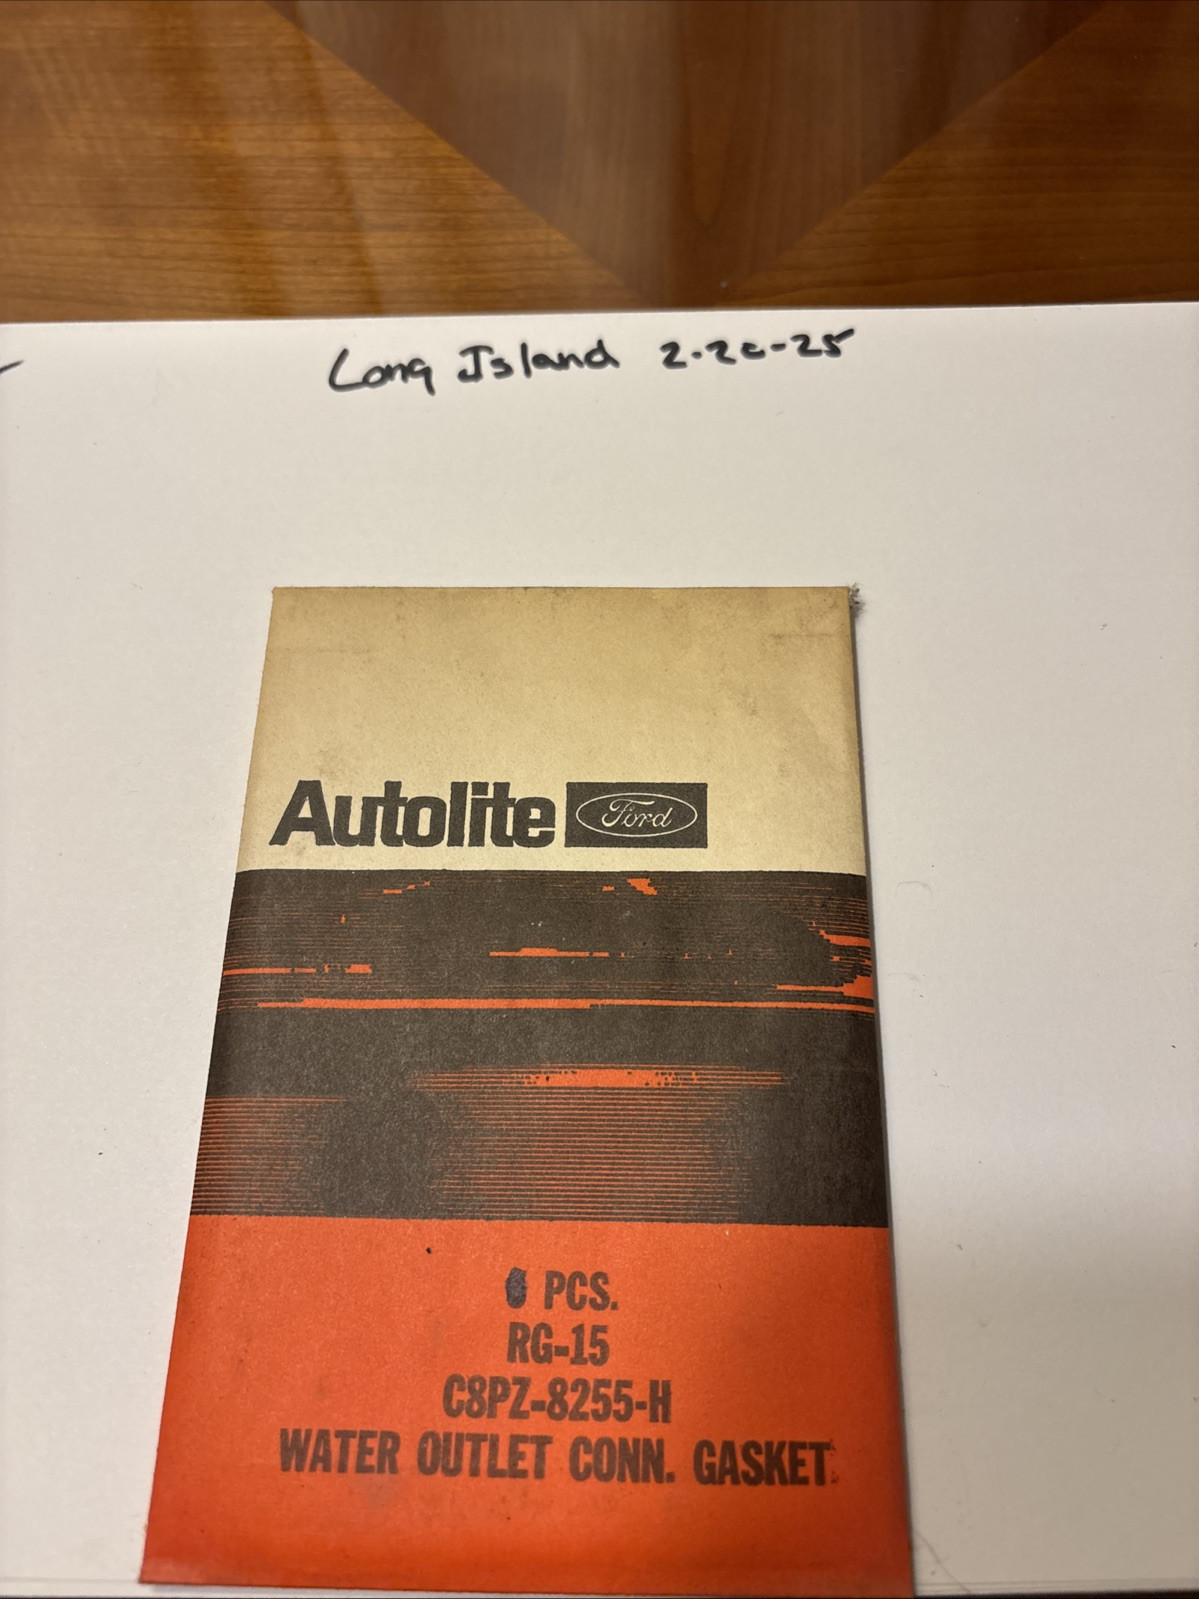 Long Island 2-20-25
Autolite Ford
PCS.
RG-15
C8PZ-8255-H
WATER OUTLET CONN. GASKET